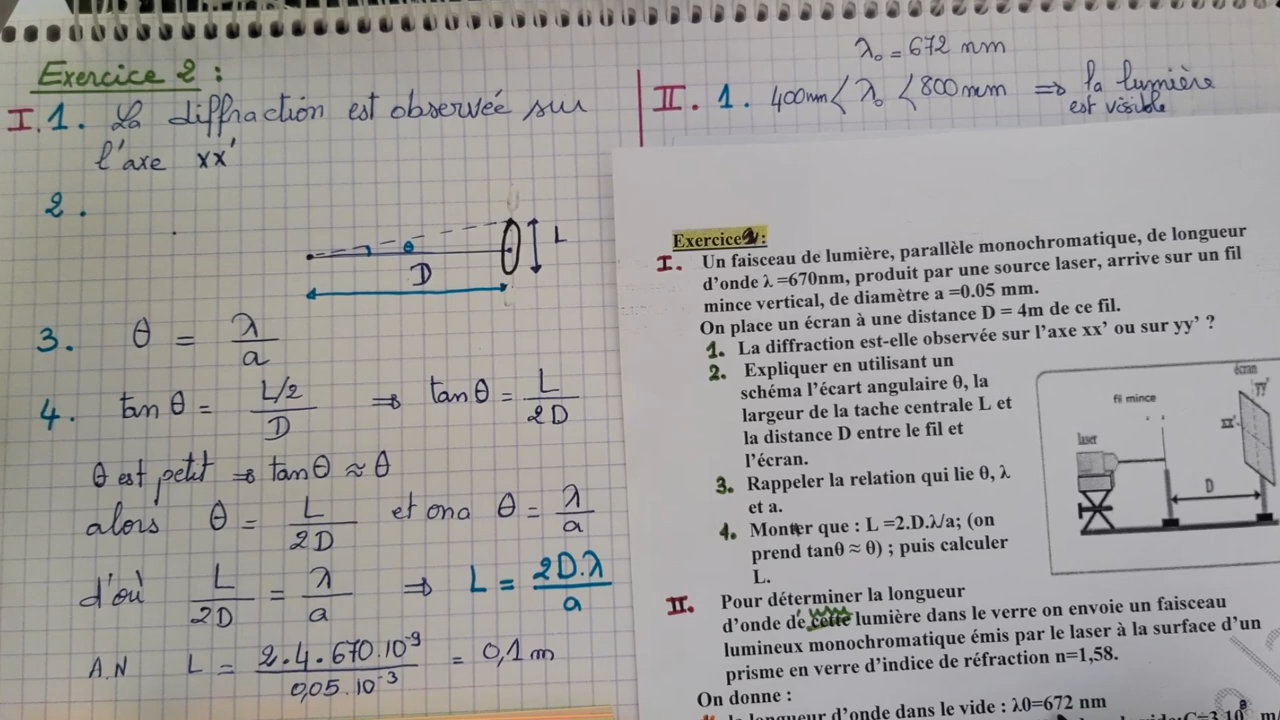 Exercice 2 :
I. 1. La diffraction est observée sur
l'axe xx'
2.
θ
D
L
3. θ = λ/a
4. tan θ = (L/2)/D ⇒ tan θ = L/2D
θ est petit ⇒ tan θ ≈ θ
alors θ = L/2D et on a θ = λ/a
d'où L/2D = λ/a ⇒ L = 2D.λ/a
A.N L = 2.4.670.10⁻⁹/0,05.10⁻³ = 0,1 m
λ₀ = 672 nm
II. 1. 400nm < λ₀ < 800nm ⇒ la lumière
est visible
Exercice 2 :
I. Un faisceau de lumière, parallèle monochromatique, de longueur
d'onde λ =670nm, produit par une source laser, arrive sur un fil
mince vertical, de diamètre a =0.05 mm.
On place un écran à une distance D = 4m de ce fil.
1. La diffraction est-elle observée sur l'axe xx' ou sur yy' ?
2. Expliquer en utilisant un
schéma l'écart angulaire θ, la
largeur de la tache centrale L et
la distance D entre le fil et
l'écran.
3. Rappeler la relation qui lie θ, λ
et a.
4. Montrer que : L =2.D.λ/a; (on
prend tanθ ≈ θ) ; puis calculer
L.
écran
yy'
fil mince
xx'
laser
D
II. Pour déterminer la longueur
d'onde de cette lumière dans le verre on envoie un faisceau
lumineux monochromatique émis par le laser à la surface d'un
prisme en verre d'indice de réfraction n=1,58.
On donne :
la longueur d'onde dans le vide : λ0=672 nm